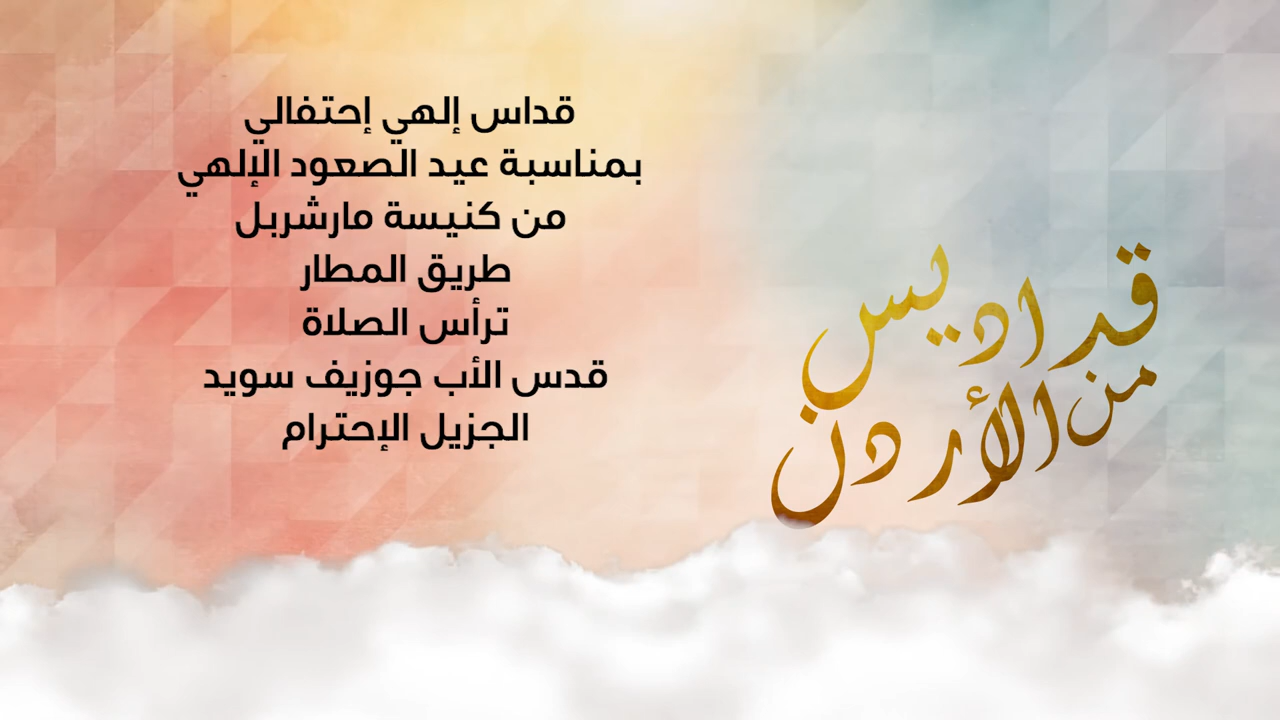 قداس إلهي إحتفالي
بمناسبة عيد الصعود الإلهي
من كنيسة مارشربل
طريق المطار
ترأس الصلاة
قدس الأب جوزيف سويد
الجزيل الإحترام
قداديس
من الأردن